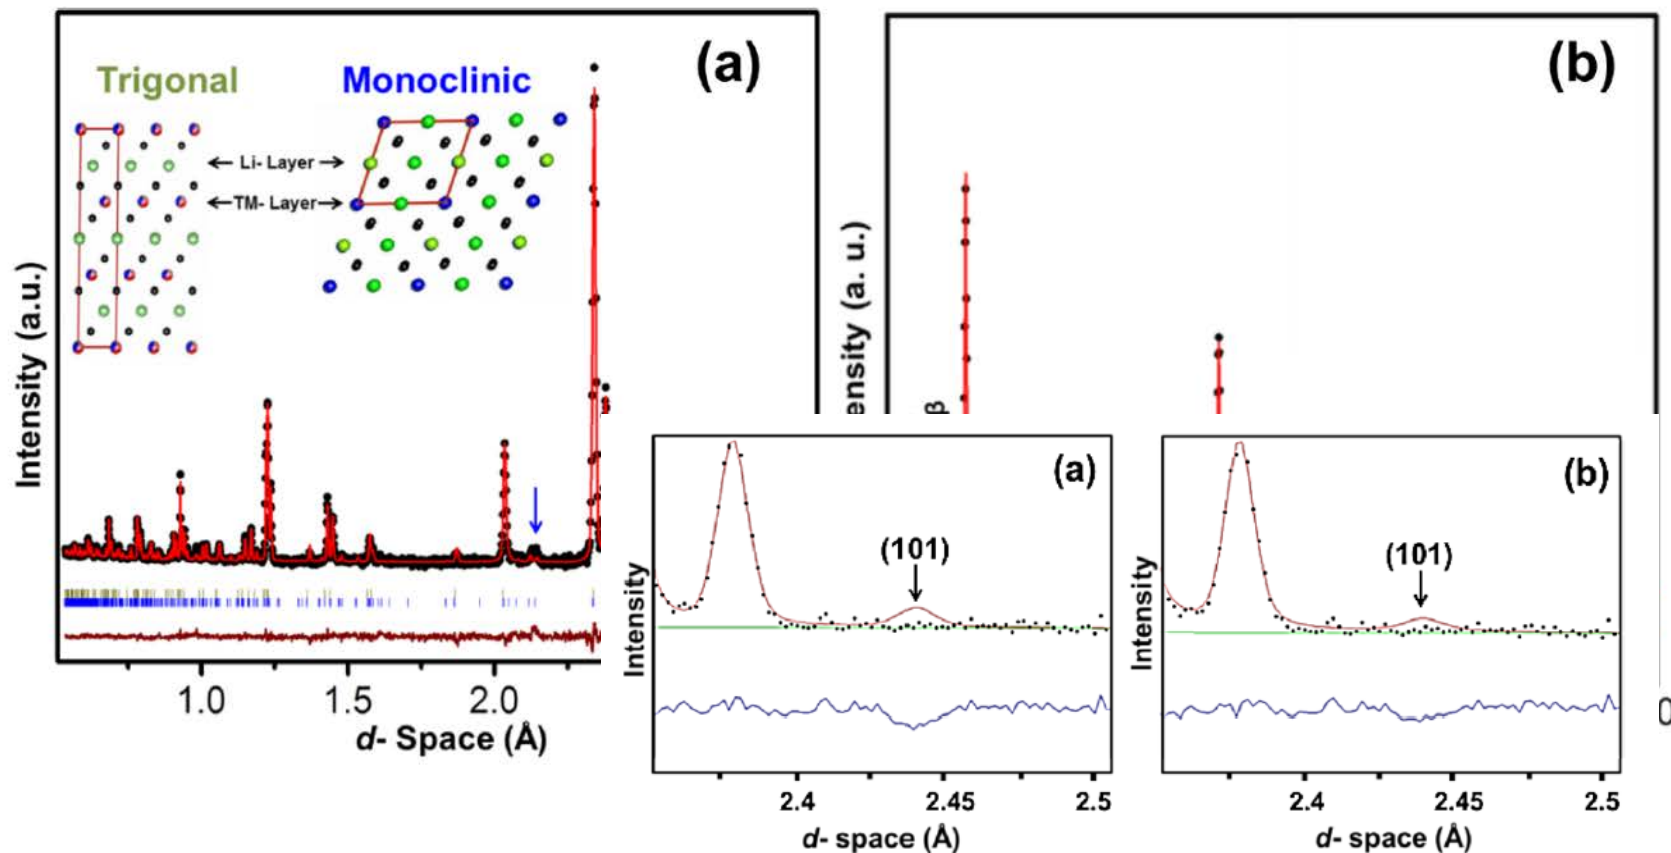 (a)
Trigonal
Monoclinic
Li- Layer
TM- Layer
Intensity (a.u.)
1.0
1.5
2.0
d- Space (Å)
(b)
ensity (a. u.)
β
0
(a)
(101)
Intensity
2.4
2.45
2.5
d- space (Å)
(b)
(101)
Intensity
2.4
2.45
2.5
d- space (Å)